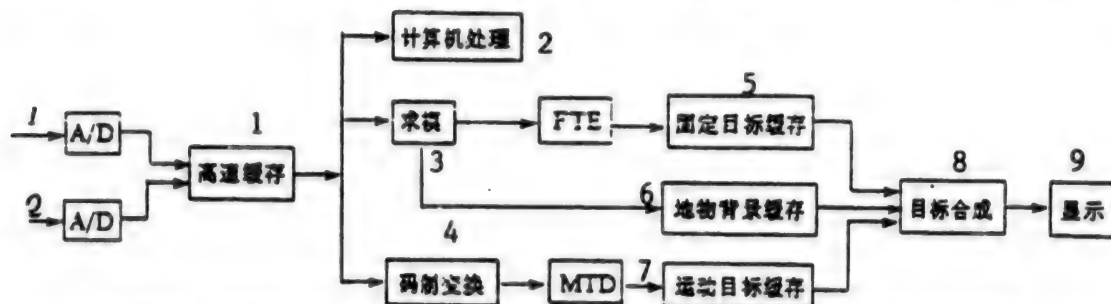 计算机处理 2
1 A/D
1
高速缓存
2 A/D
求模
3
FTE
5
固定目标缓存
6
地物背景缓存
4
码制变换
MTD
7
运动目标缓存
8
目标合成
9
显示